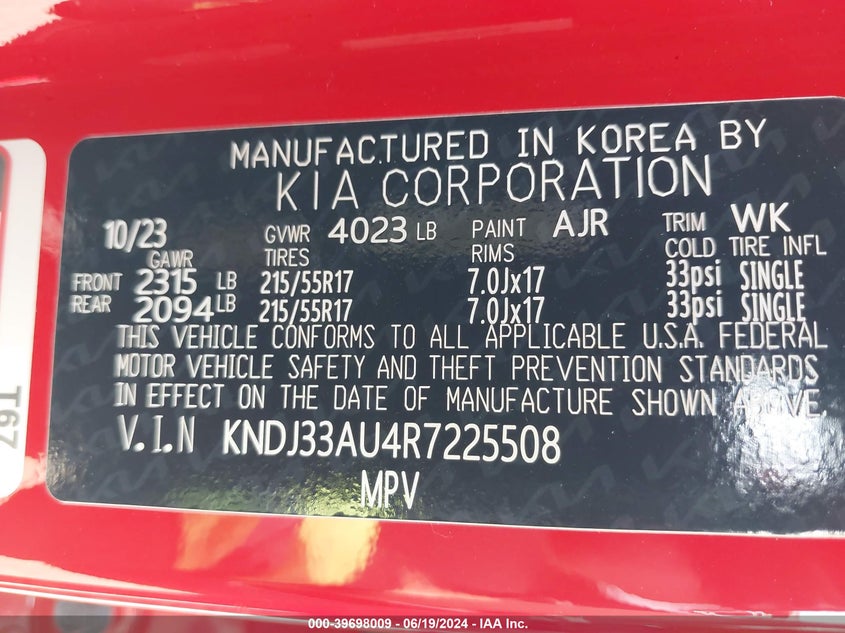 MANUFACTURED IN KOREA BY
KIA CORPORATION
10/23 GVWR 4023 LB PAINT AJR TRIM WK
GAWR TIRES RIMS COLD TIRE INFL
FRONT 2315 LB 215/55R17 7.0Jx17 33psi SINGLE
REAR 2094 LB 215/55R17 7.0Jx17 33psi SINGLE
THIS VEHICLE CONFORMS TO ALL APPLICABLE U.S.A. FEDERAL
MOTOR VEHICLE SAFETY AND THEFT PREVENTION STANDARDS
IN EFFECT ON THE DATE OF MANUFACTURE SHOWN ABOVE.
V.I.N KNDJ33AU4R7225508
MPV
000-39698009 - 06/19/2024 - IAA Inc.